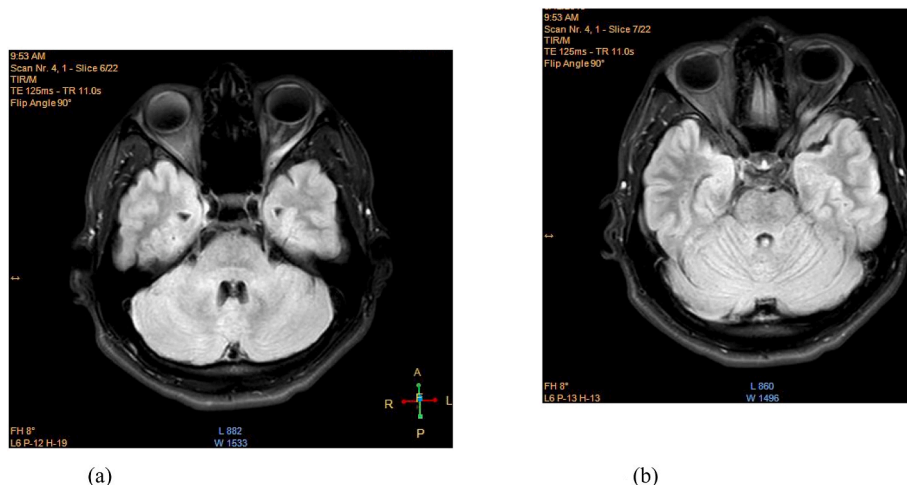 9:53 AM
Scan Nr. 4, 1 - Slice 6/22
TIR/M
TE 125ms - TR 11.0s
Flip Angle 90°
A
R
F
L
P
FH 8°
L6 P-12 H-19
L 882
W 1533
(a)
9:53 AM
Scan Nr. 4, 1 - Slice 7/22
TIR/M
TE 125ms - TR 11.0s
Flip Angle 90°
FH 8°
L6 P-13 H-13
L 860
W 1496
(b)